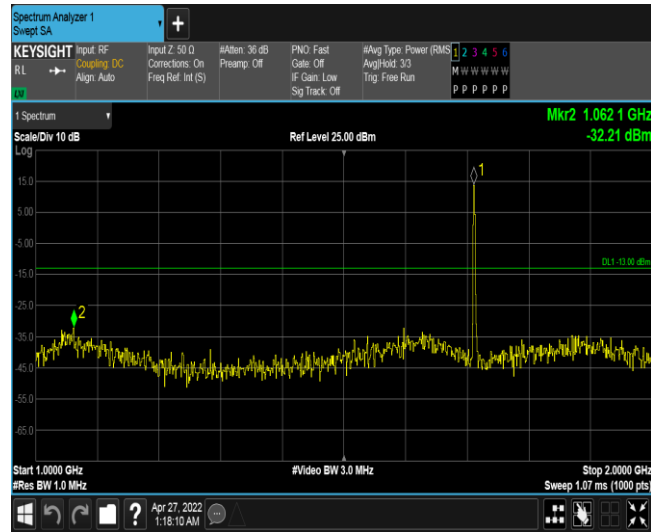 Spectrum Analyzer 1
Swept SA
+
KEYSIGHT
RL
LXI
Input: RF
Coupling: DC
Align: Auto
Input Z: 50 Ω
Corrections: On
Freq Ref: Int (S)
#Atten: 36 dB
Preamp: Off
PNO: Fast
Gate: Off
IF Gain: Low
Sig Track: Off
#Avg Type: Power (RMS
Avg|Hold: 3/3
Trig: Free Run
1 2 3 4 5 6
M W W W W W
P P P P P P
1 Spectrum
Mkr2 1.062 1 GHz
Scale/Div 10 dB
Ref Level 25.00 dBm
-32.21 dBm
Log
15.0
5.00
-5.00
-15.0
-25.0
-35.0
-45.0
-55.0
-65.0
1
DL1 -13.00 dBm
2
Start 1.0000 GHz
#Video BW 3.0 MHz
Stop 2.0000 GHz
#Res BW 1.0 MHz
Sweep 1.07 ms (1000 pts)
?
Apr 27, 2022
1:18:10 AM